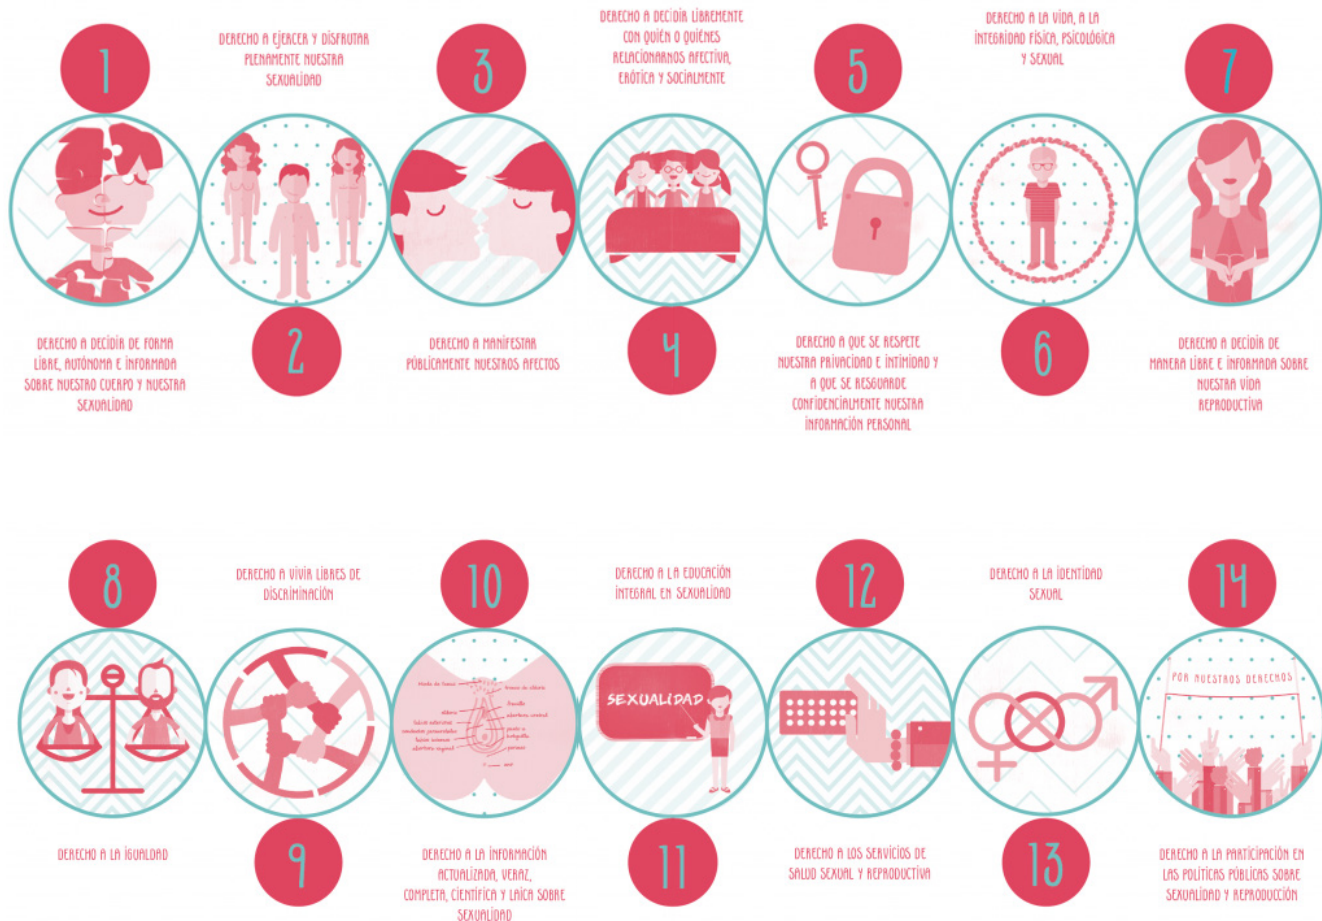 1
DERECHO A DECIDIR DE FORMA
LIBRE, AUTÓNOMA E INFORMADA
SOBRE NUESTRO CUERPO Y NUESTRA
SEXUALIDAD
DERECHO A EJERCER Y DISFRUTAR
PLENAMENTE NUESTRA
SEXUALIDAD
2
3
DERECHO A MANIFESTAR
PÚBLICAMENTE NUESTROS AFECTOS
DERECHO A DECIDIR LIBREMENTE
CON QUIÉN O QUIÉNES
RELACIONARNOS AFECTIVA,
ERÓTICA Y SOCIALMENTE
4
5
DERECHO A QUE SE RESPETE
NUESTRA PRIVACIDAD E INTIMIDAD Y
A QUE SE RESGUARDE
CONFIDENCIALMENTE NUESTRA
INFORMACIÓN PERSONAL
DERECHO A LA VIDA, A LA
INTEGRIDAD FÍSICA, PSICOLÓGICA
Y SEXUAL
6
7
DERECHO A DECIDIR DE
MANERA LIBRE E INFORMADA SOBRE
NUESTRA VIDA
REPRODUCTIVA
8
DERECHO A LA IGUALDAD
DERECHO A VIVIR LIBRES DE
DISCRIMINACIÓN
9
10
DERECHO A LA INFORMACIÓN
ACTUALIZADA, VERAZ,
COMPLETA, CIENTÍFICA Y LAICA SOBRE
SEXUALIDAD
DERECHO A LA EDUCACIÓN
INTEGRAL EN SEXUALIDAD
SEXUALIDAD
11
12
DERECHO A LOS SERVICIOS DE
SALUD SEXUAL Y REPRODUCTIVA
DERECHO A LA IDENTIDAD
SEXUAL
13
14
POR NUESTROS DERECHOS
DERECHO A LA PARTICIPACIÓN EN
LAS POLÍTICAS PÚBLICAS SOBRE
SEXUALIDAD Y REPRODUCCIÓN